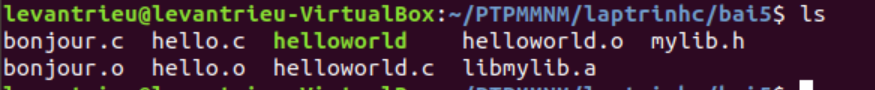 levantrieu@levantrieu-VirtualBox:~/PTPMMNM/laptrinhc/bai5$ ls
bonjour.c  hello.c  helloworld    helloworld.o  mylib.h
bonjour.o  hello.o  helloworld.c  libmylib.a